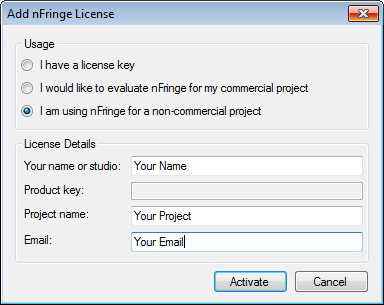 Add nFringe License
Usage
I have a license key
I would like to evaluate nFringe for my commercial project
I am using nFringe for a non-commercial project
License Details
Your name or studio: Your Name
Product key:
Project name: Your Project
Email: Your Email
Activate Cancel